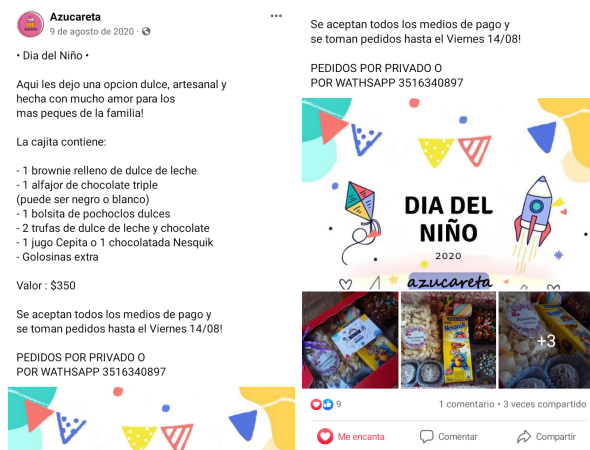 Azucareta
9 de agosto de 2020 ·
• Dia del Niño •
Aqui les dejo una opcion dulce, artesanal y
hecha con mucho amor para los
mas peques de la familia!
La cajita contiene:
- 1 brownie relleno de dulce de leche
- 1 alfajor de chocolate triple
(puede ser negro o blanco)
- 1 bolsita de pochoclos dulces
- 2 trufas de dulce de leche y chocolate
- 1 jugo Cepita o 1 chocolatada Nesquik
- Golosinas extra
Valor : $350
Se aceptan todos los medios de pago y
se toman pedidos hasta el Viernes 14/08!
PEDIDOS POR PRIVADO O
POR WATHSAPP 3516340897
Se aceptan todos los medios de pago y
se toman pedidos hasta el Viernes 14/08!
PEDIDOS POR PRIVADO O
POR WATHSAPP 3516340897
DIA DEL
NIÑO
2020
azucareta
Nesquik
+3
9
1 comentario • 3 veces compartido
Me encanta
Comentar
Compartir